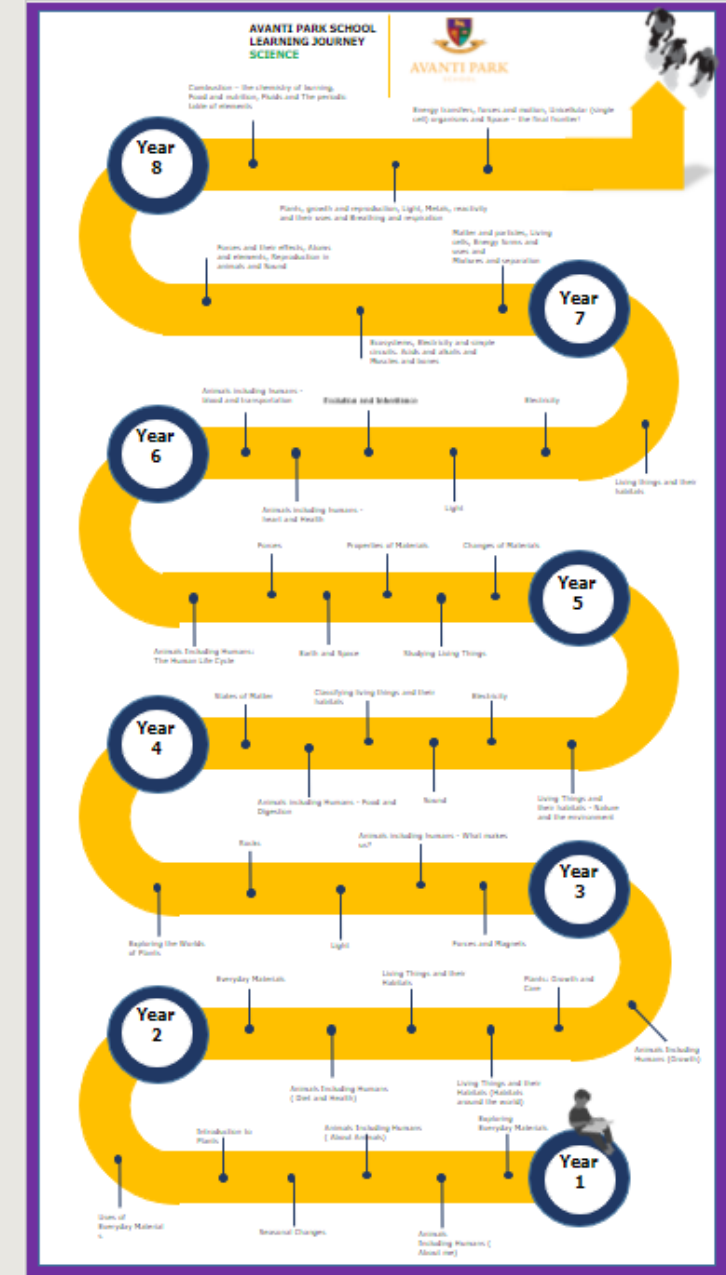 AVANTI PARK SCHOOL
LEARNING JOURNEY
SCIENCE
AVANTI PARK
Combustion – the chemistry of burning,
Food and nutrition, Fluids and The periodic
table of elements
Energy transfers, forces and motion, Unicellular (single
cell) organisms and Space – the final frontier!
Year
8
Plants, growth and reproduction, Light, Metals, reactivity
and their uses and Breathing and respiration
Forces and their effects, Atoms
and elements, Reproduction in
animals and Sound
Matter and particles, Living
cells, Energy forms and
uses and
Mixtures and separation
Year
7
Ecosystems, Electricity and simple
circuits. Acids and alkalis and
Muscles and bones
Animals including humans -
blood and transportation
Evolution and Inheritance
Electricity
Year
6
Living things and their
habitats
Animals including humans -
heart and Health
Light
Forces
Properties of Materials
Changes of Materials
Year
5
Animals Including Humans:
The Human Life Cycle
Earth and Space
Studying Living Things
States of Matter
Classifying living things and their
habitats
Electricity
Year
4
Animals including Humans - Food and
Digestion
Sound
Living Things and
their habitats - Nature
and the environment
Rocks
Animals including humans - What makes
us?
Year
3
Exploring the Worlds
of Plants
Light
Forces and Magnets
Everyday Materials
Living Things and their
Habitats
Plants: Growth and
Care
Year
2
Animals Including
Humans (Growth)
Animals Including Humans
( Diet and Health)
Living Things and their
Habitats (Habitats
around the world)
Introduction to
Plants
Animals Including Humans
( About Animals)
Exploring
Everyday Materials
Year
1
Uses of
Everyday Material
s
Seasonal Changes
Animals
Including Humans (
About me)